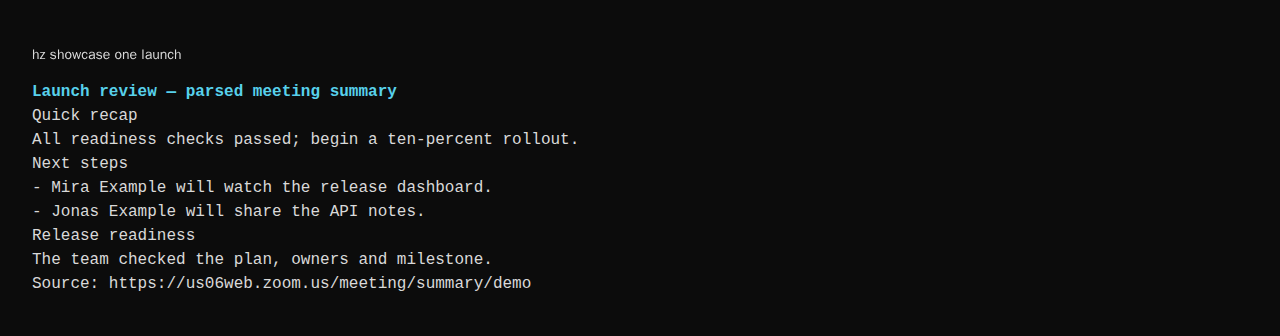 hz showcase one launch
Launch review — parsed meeting summary
Quick recap
All readiness checks passed; begin a ten-percent rollout.
Next steps
- Mira Example will watch the release dashboard.
- Jonas Example will share the API notes.
Release readiness
The team checked the plan, owners and milestone.
Source: https://us06web.zoom.us/meeting/summary/demo